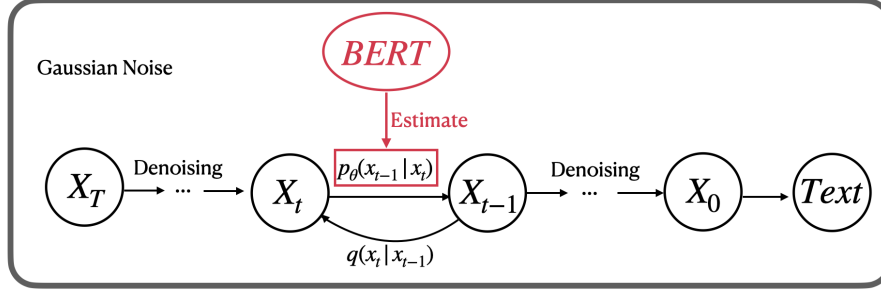 BERT
Gaussian Noise
Estimate
Denoising
p_θ(x_{t−1}|x_t)
Denoising
X_T
...
X_t
X_{t−1}
...
X_0
Text
q(x_t|x_{t−1})